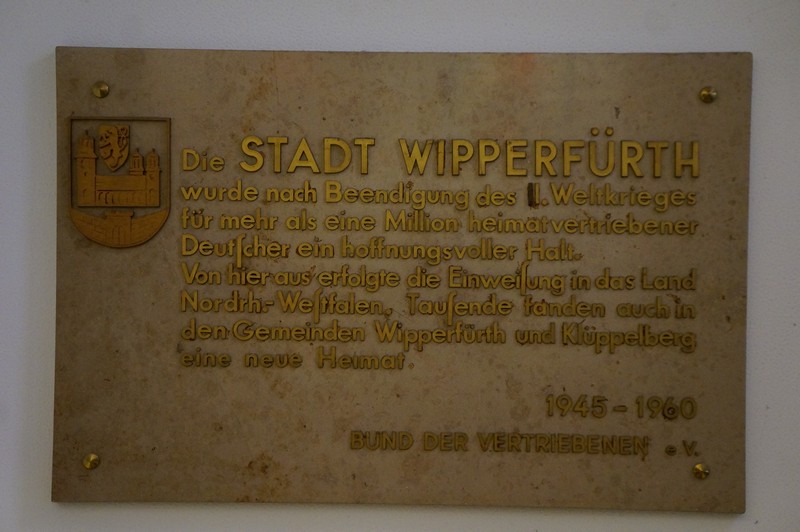 Die STADT WIPPERFÜRTH
wurde nach Beendigung des II. Weltkrieges
für mehr als eine Million heimatvertriebener
Deutſcher ein hoffnungsvoller Halt.
Von hier aus erfolgte die Einweiſung in das Land
Nordrh.-Weſtfalen. Tauſende fanden auch in
den Gemeinden Wipperfürth und Klüppelberg
eine neue Heimat.
1945 - 1960
BUND DER VERTRIEBENEN e.V.